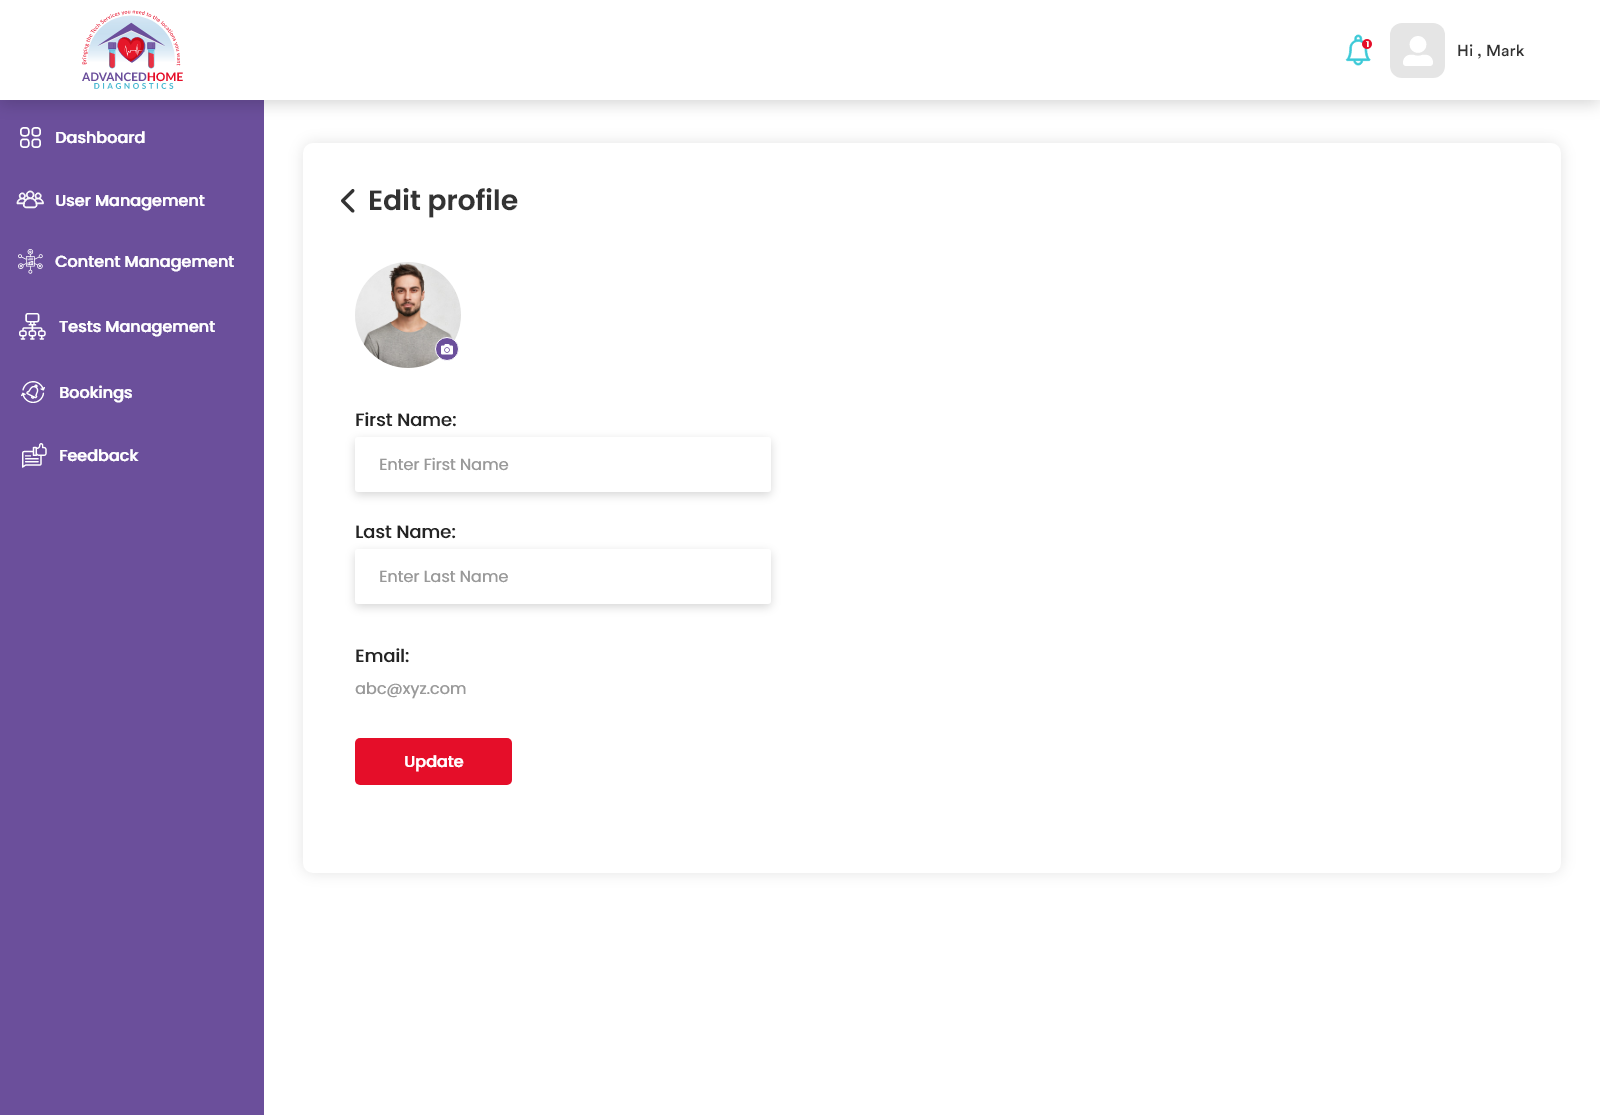 Bringing the Tech Services you need to the locations you want
ADVANCEDHOME
DIAGNOSTICS
1
Hi , Mark
Dashboard
User Management
Content Management
Tests Management
Bookings
Feedback
Edit profile
First Name:
Enter First Name
Last Name:
Enter Last Name
Email:
abc@xyz.com
Update